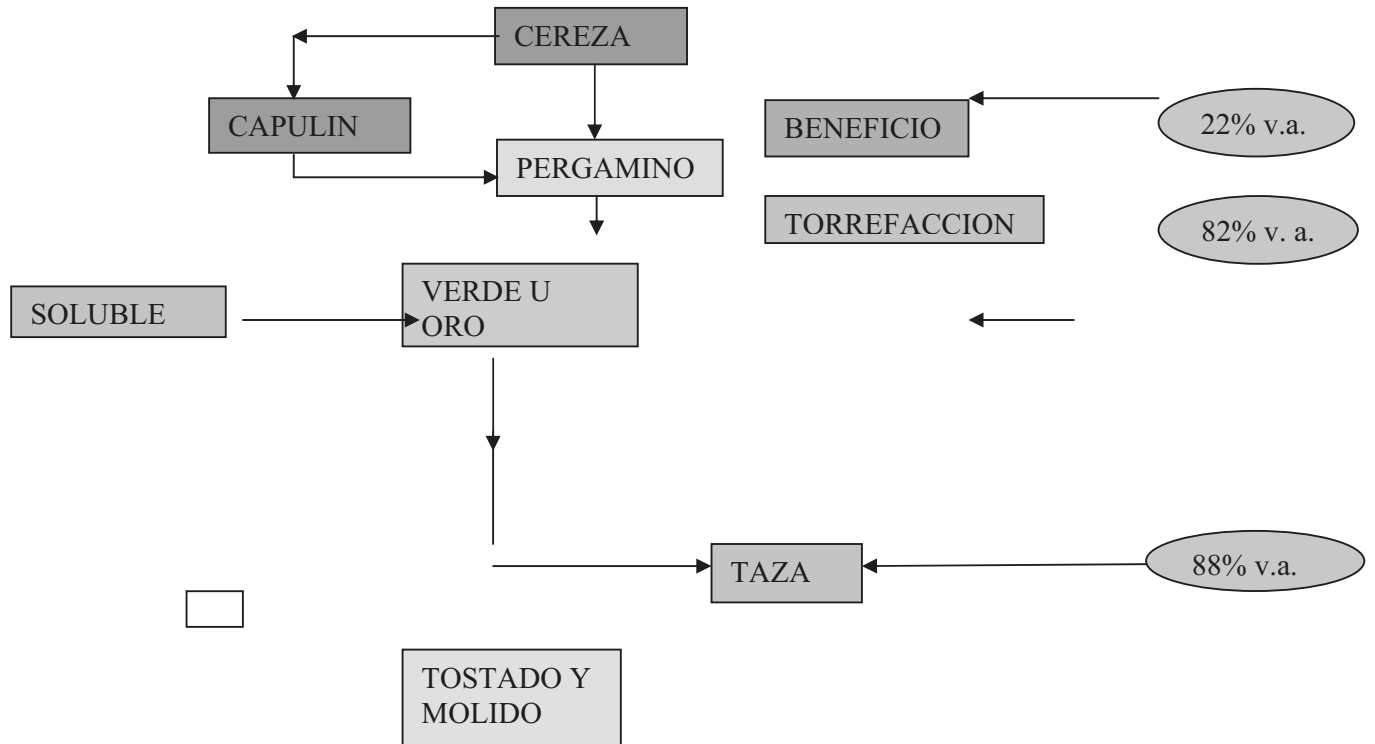 CEREZA
CAPULIN
BENEFICIO
22% v.a.
PERGAMINO
TORREFACCION
82% v. a.
SOLUBLE
VERDE U
ORO
TAZA
88% v.a.
TOSTADO Y
MOLIDO